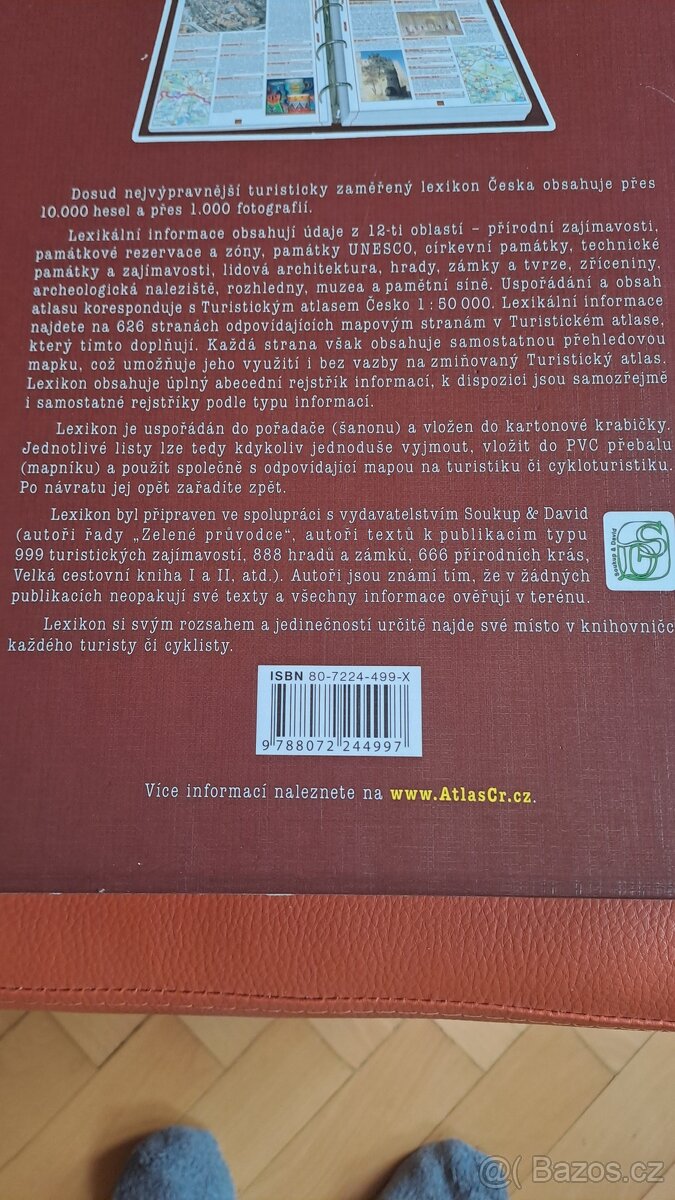 Dosud nejvýpravnější turisticky zaměřený lexikon Česka obsahuje přes
10.000 hesel a přes 1.000 fotografií.
Lexikální informace obsahují údaje z 12-ti oblastí – přírodní zajímavosti,
památkové rezervace a zóny, památky UNESCO, církevní památky, technické
památky a zajímavosti, lidová architektura, hrady, zámky a tvrze, zříceniny,
archeologická naleziště, rozhledny, muzea a pamětní síně. Uspořádání a obsah
atlasu koresponduje s Turistickým atlasem Česko 1:50 000. Lexikální informace
najdete na 626 stranách odpovídajících mapovým stranám v Turistickém atlase,
který tímto doplňují. Každá strana však obsahuje samostatnou přehledovou
mapku, což umožňuje jeho využití i bez vazby na zmiňovaný Turistický atlas.
Lexikon obsahuje úplný abecední rejstřík informací, k dispozici jsou samozřejmě
i samostatné rejstříky podle typu informací.
Lexikon je uspořádán do pořadače (šanonu) a vložen do kartonové krabičky.
Jednotlivé listy lze tedy kdykoliv jednoduše vyjmout, vložit do PVC přebalu
(mapníku) a použít společně s odpovídající mapou na turistiku či cykloturistiku.
Po návratu jej opět zařadíte zpět.
Lexikon byl připraven ve spolupráci s vydavatelstvím Soukup & David
(autoři řady „Zelené průvodce“, autoři textů k publikacím typu
999 turistických zajímavostí, 888 hradů a zámků, 666 přírodních krás,
Velká cestovní kniha I a II, atd.). Autoři jsou známí tím, že v žádných
publikacích neopakují své texty a všechny informace ověřují v terénu.
Soukup & David
Lexikon si svým rozsahem a jedinečností určitě najde své místo v knihovničc
každého turisty či cyklisty.
ISBN 80-7224-499-X
9 788072 244997
Více informací naleznete na www.AtlasCr.cz.
@( Bazos.cz